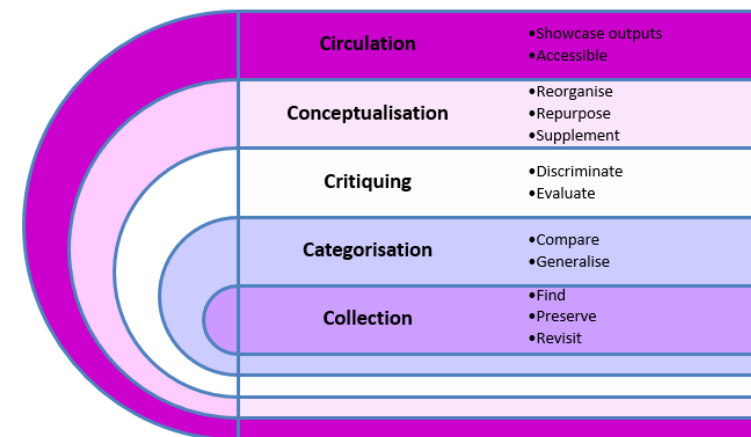 Circulation
•Showcase outputs
•Accessible
Conceptualisation
•Reorganise
•Repurpose
•Supplement
Critiquing
•Discriminate
•Evaluate
Categorisation
•Compare
•Generalise
Collection
•Find
•Preserve
•Revisit